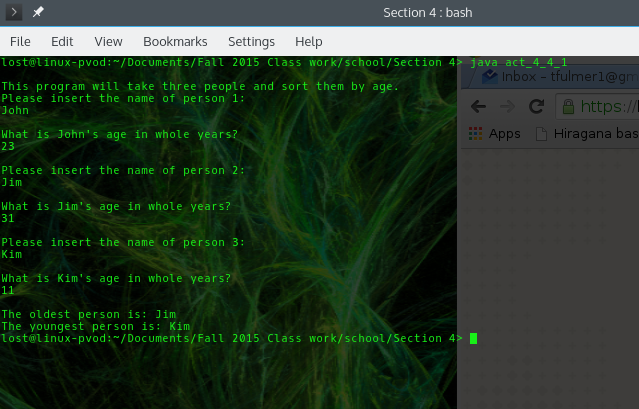 Section 4 : bash
File Edit View Bookmarks Settings Help
lost@linux-pvod:~/Documents/Fall 2015 Class work/school/Section 4> java act_4_4_1
Inbox - tfulmer1@gm
This program will take three people and sort them by age.
Please insert the name of person 1:
John
https://
What is John's age in whole years?
Apps Hiragana bas
23
Please insert the name of person 2:
Jim
What is Jim's age in whole years?
31
Please insert the name of person 3:
Kim
What is Kim's age in whole years?
11
The oldest person is: Jim
The youngest person is: Kim
lost@linux-pvod:~/Documents/Fall 2015 Class work/school/Section 4>